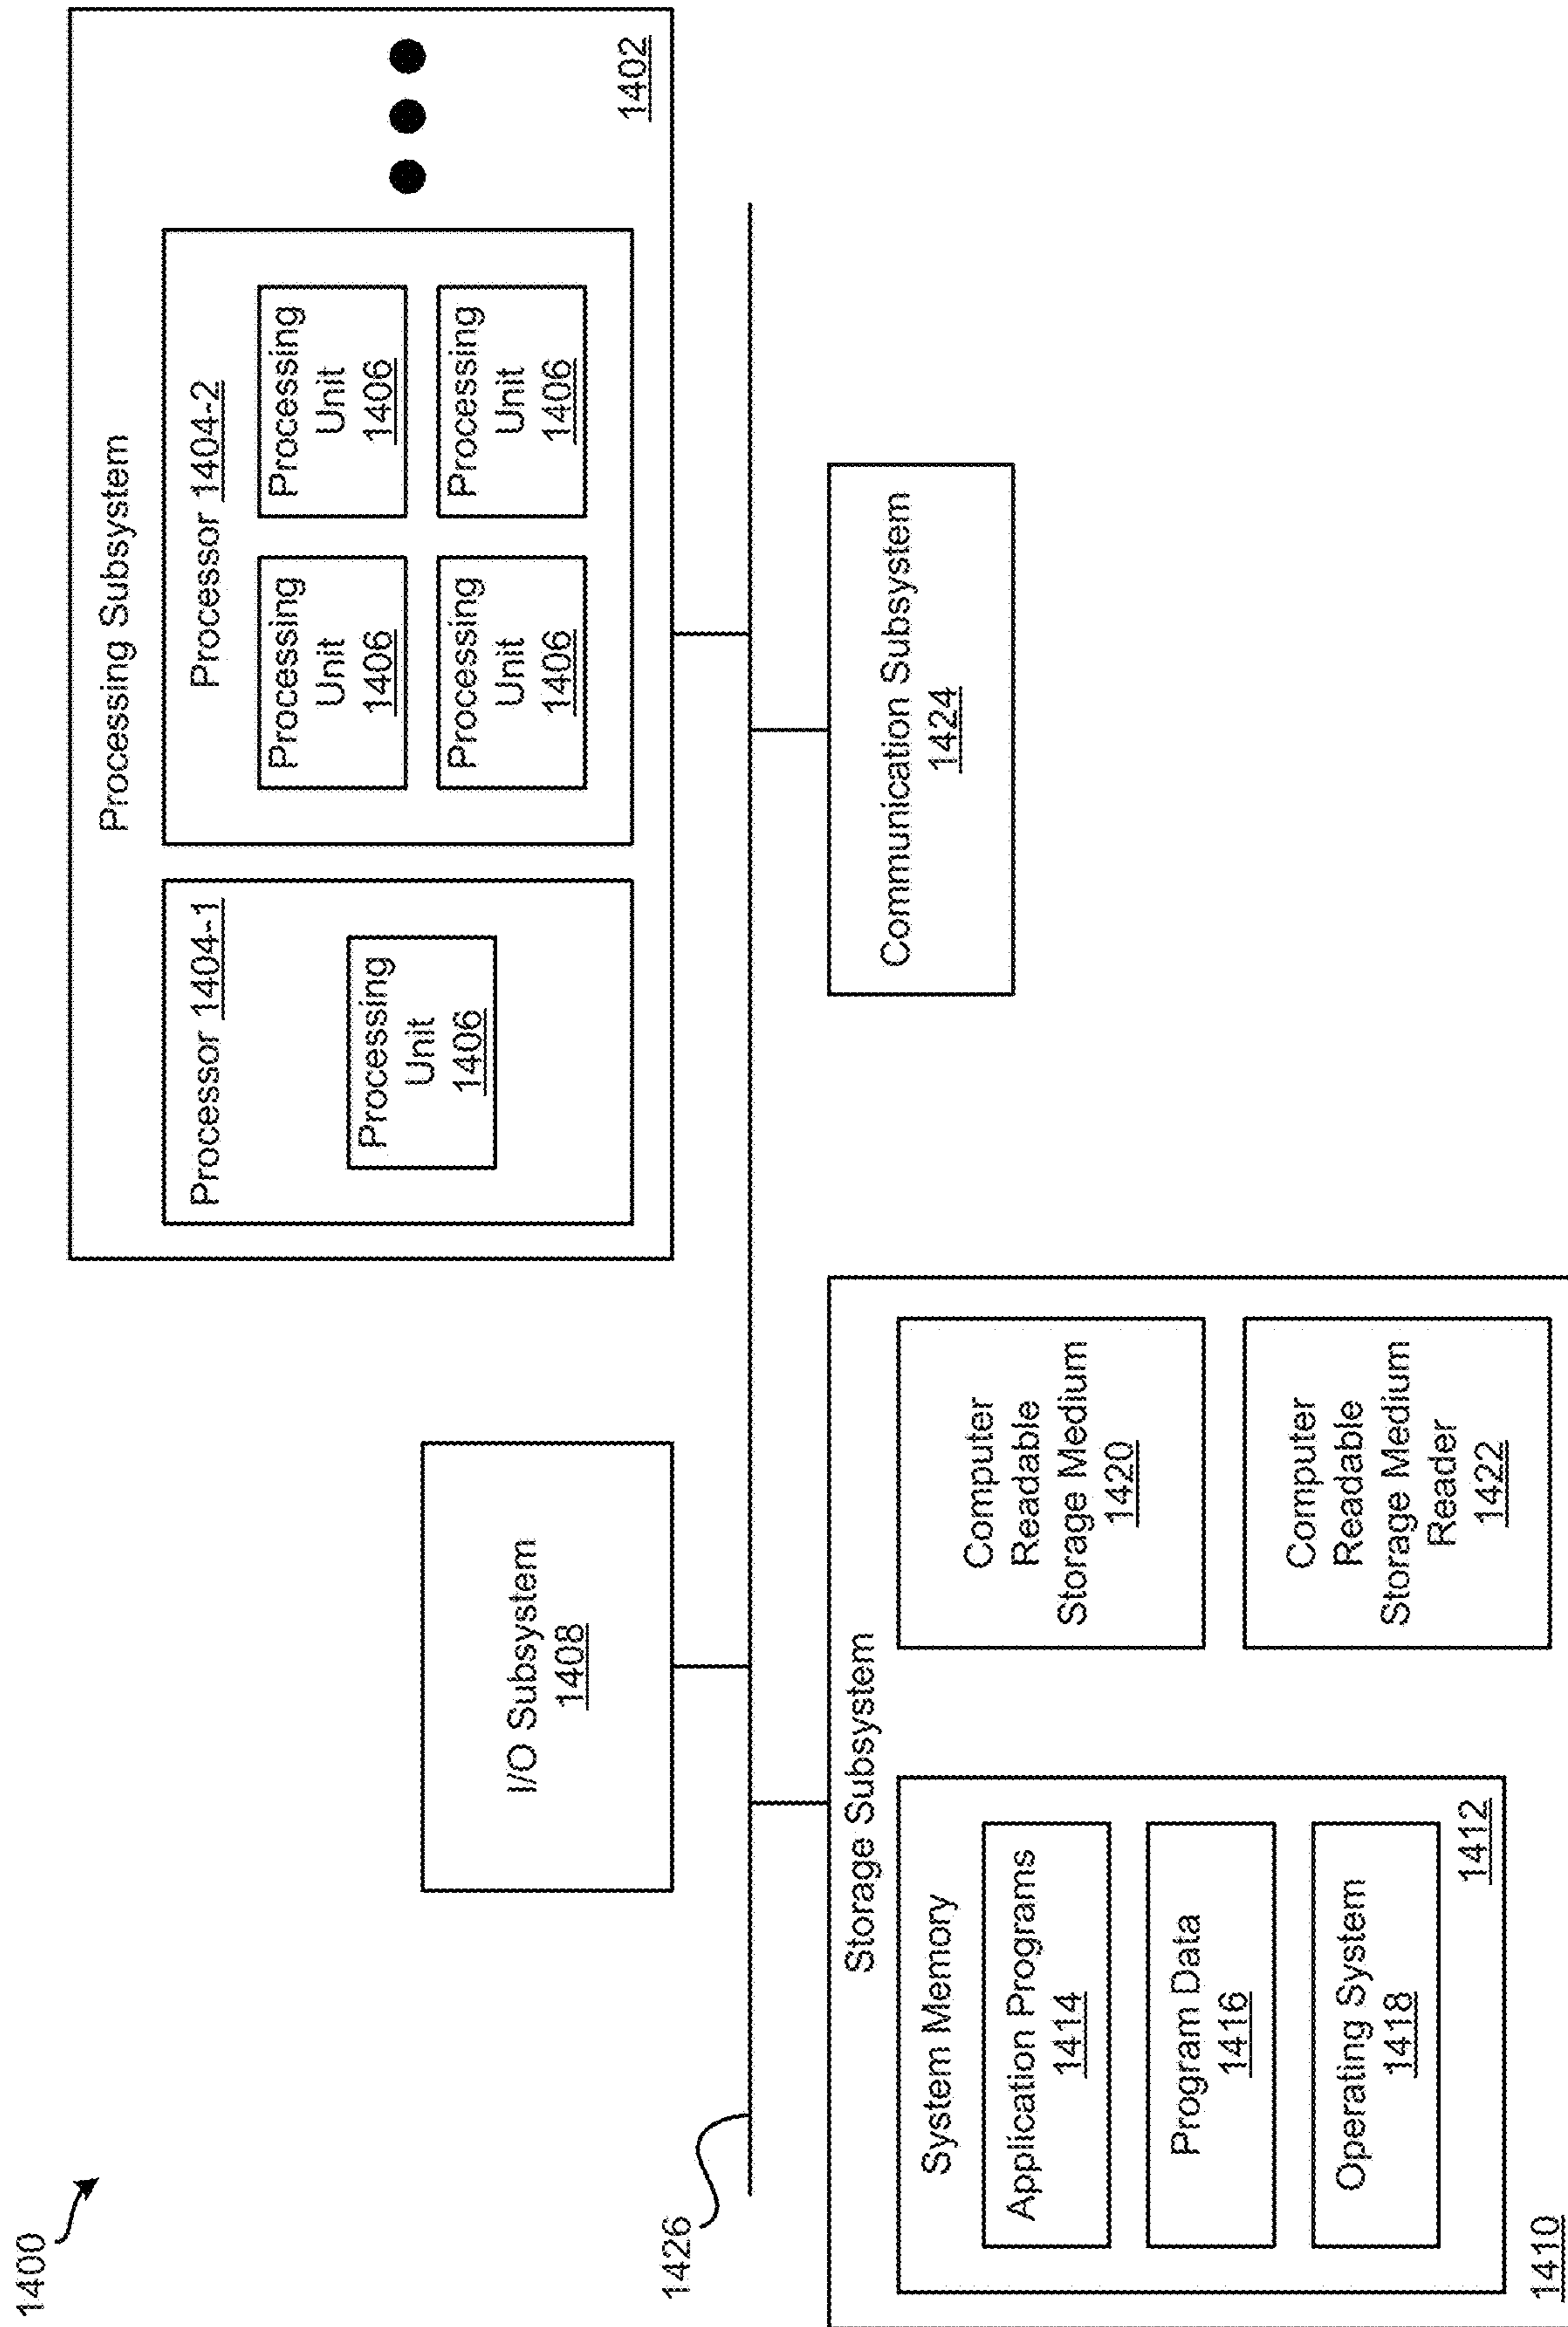 1400
Processing Subsystem
Processor 1404-1
Processing
Unit
1406
Processor 1404-2
Processing
Unit
1406
Processing
Unit
1406
Processing
Unit
1406
Processing
Unit
1406
1402
I/O Subsystem
1408
1426
Storage Subsystem
System Memory
Application Programs
1414
Program Data
1416
Operating System
1418
1412
Computer
Readable
Storage Medium
1420
Computer
Readable
Storage Medium
Reader
1422
1410
Communication Subsystem
1424